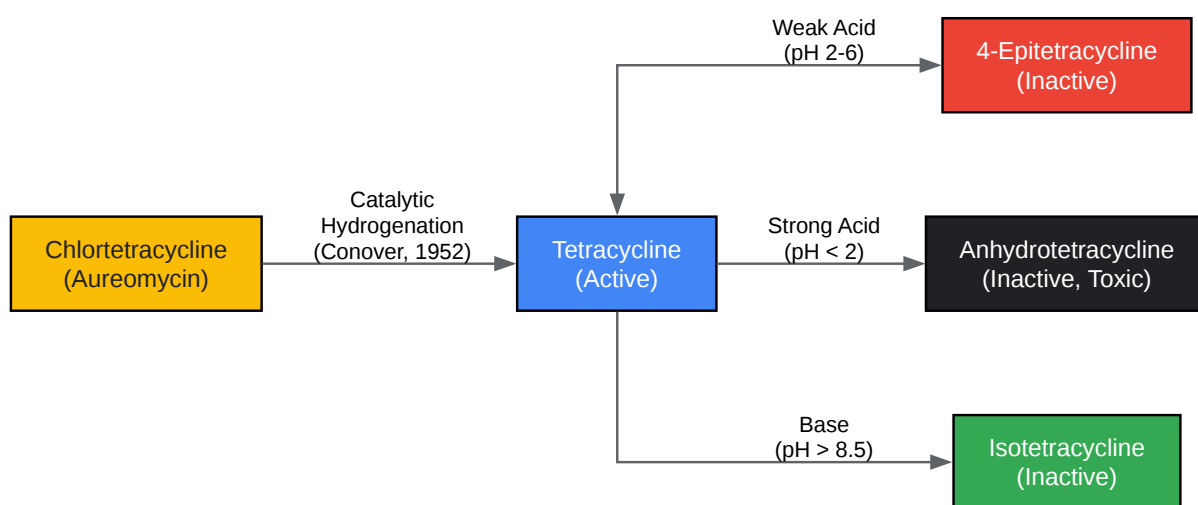 Weak Acid
(pH 2-6)
4-Epitetracycline
(Inactive)
Chlortetracycline
(Aureomycin)
Catalytic
Hydrogenation
(Conover, 1952)
Tetracycline
(Active)
Strong Acid
(pH < 2)
Anhydrotetracycline
(Inactive, Toxic)
Base
(pH > 8.5)
Isotetracycline
(Inactive)